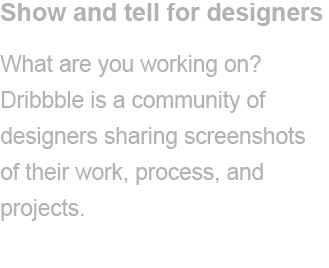 Show and tell for designers
What are you working on?
Dribbble is a community of
designers sharing screenshots
of their work, process, and
projects.